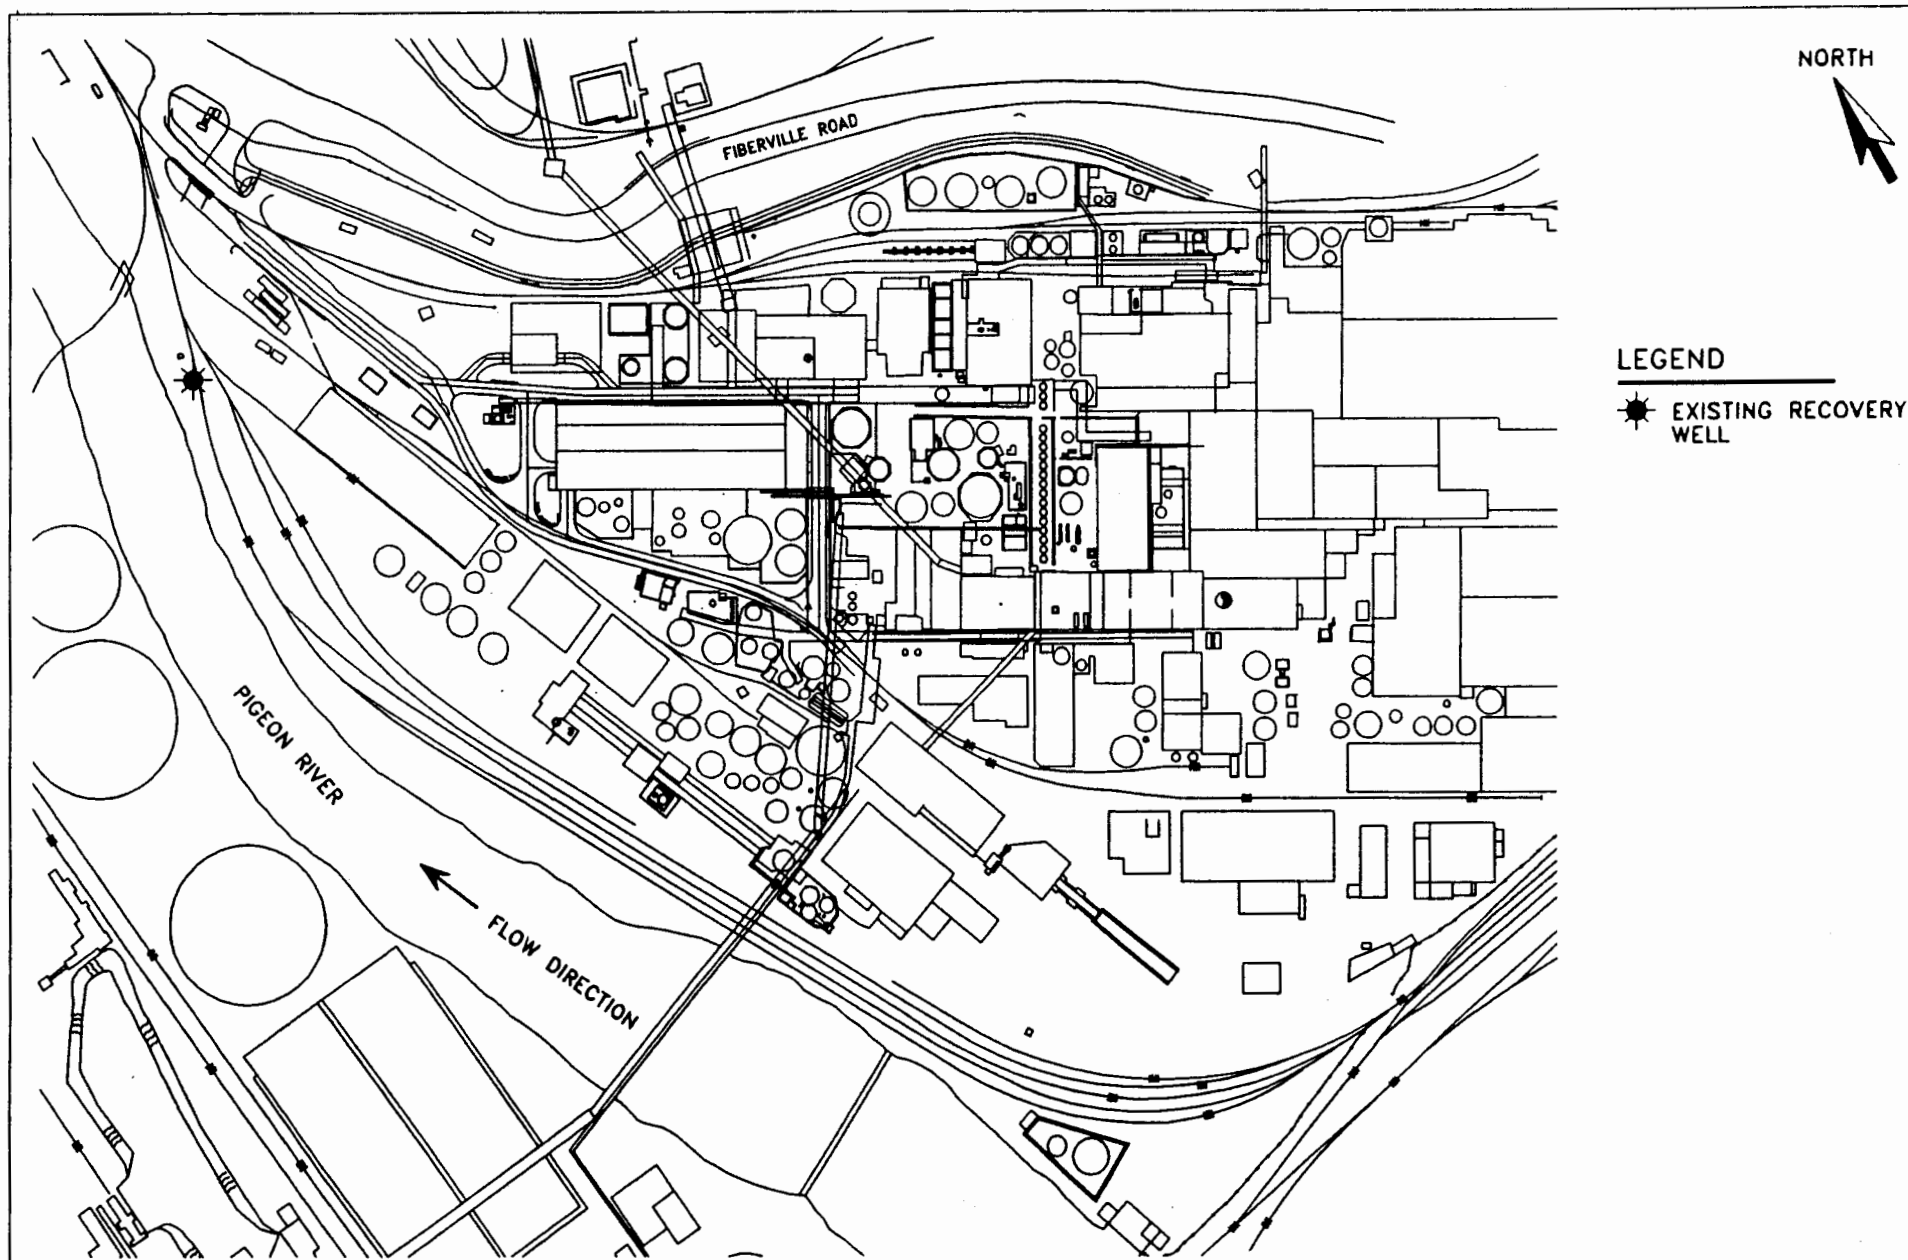 NORTH
FIBERVILLE ROAD
LEGEND
EXISTING RECOVERY
WELL
PIGEON RIVER
FLOW DIRECTION